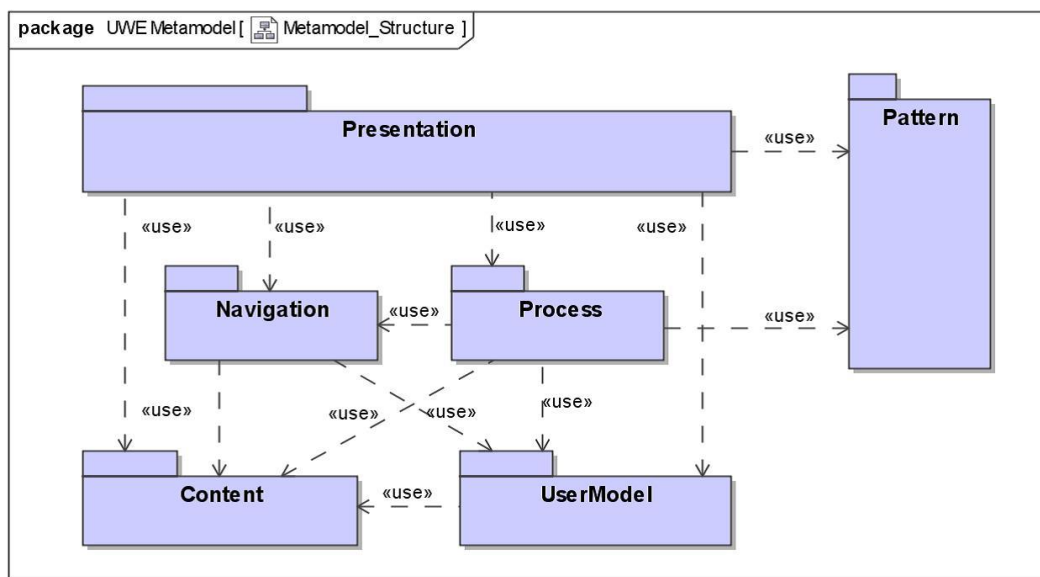 package UWE Metamodel [ Metamodel_Structure ]
Presentation
Pattern
«use»
«use»
«use»
«use»
«use»
Navigation
Process
«use»
«use»
«use»
«use»
«use»
«use»
Content
UserModel
«use»